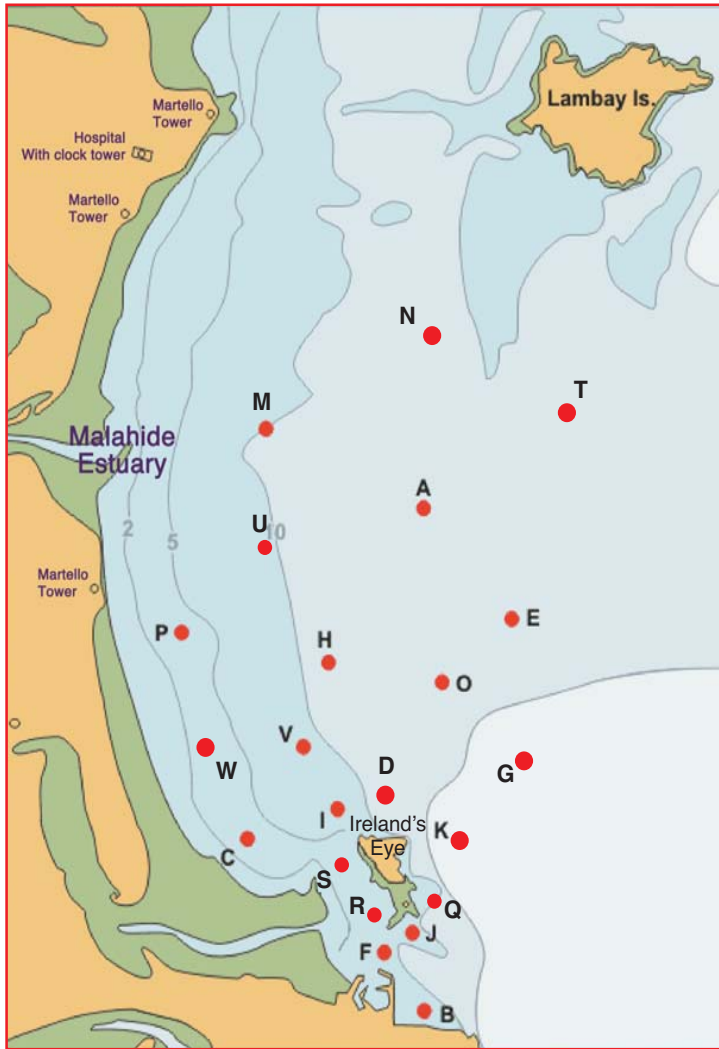 Lambay Is.
Martello
Tower
Hospital
With clock tower
Martello
Tower
N
T
M
Malahide
Estuary
A
U
10
2
5
Martello
Tower
E
P
H
O
V
D
W
G
I
Ireland's
Eye
K
C
S
R
Q
J
F
B